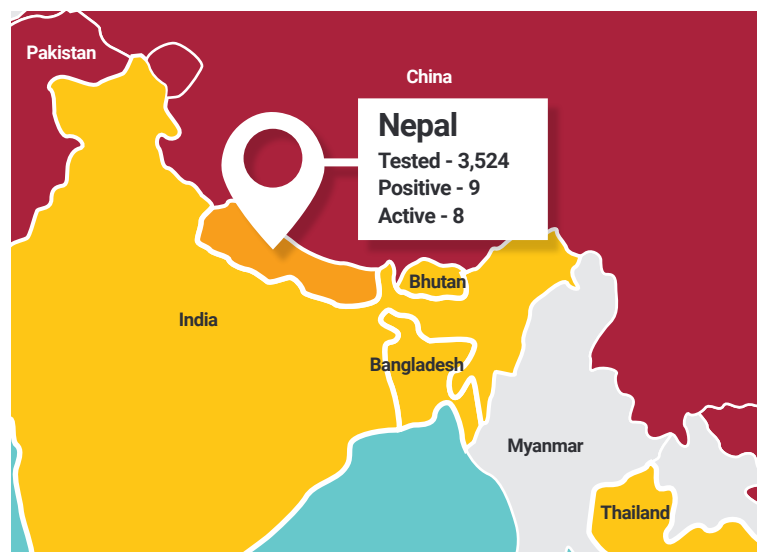 Pakistan
China
Nepal
Tested - 3,524
Positive - 9
Active - 8
Bhutan
India
Bangladesh
Myanmar
Thailand